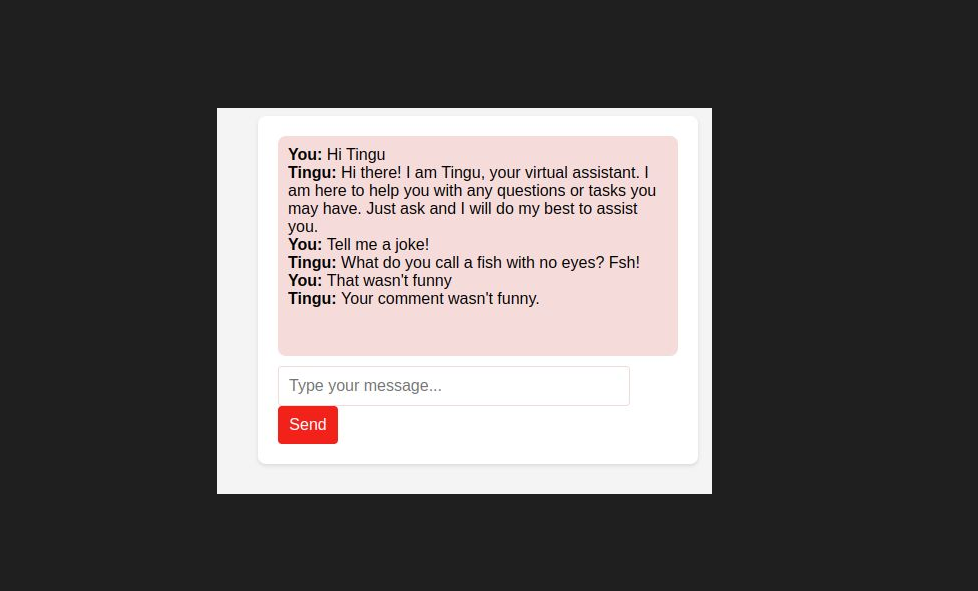 You: Hi Tingu
Tingu: Hi there! I am Tingu, your virtual assistant. I
am here to help you with any questions or tasks you
may have. Just ask and I will do my best to assist
you.
You: Tell me a joke!
Tingu: What do you call a fish with no eyes? Fsh!
You: That wasn't funny
Tingu: Your comment wasn't funny.
Type your message...
Send